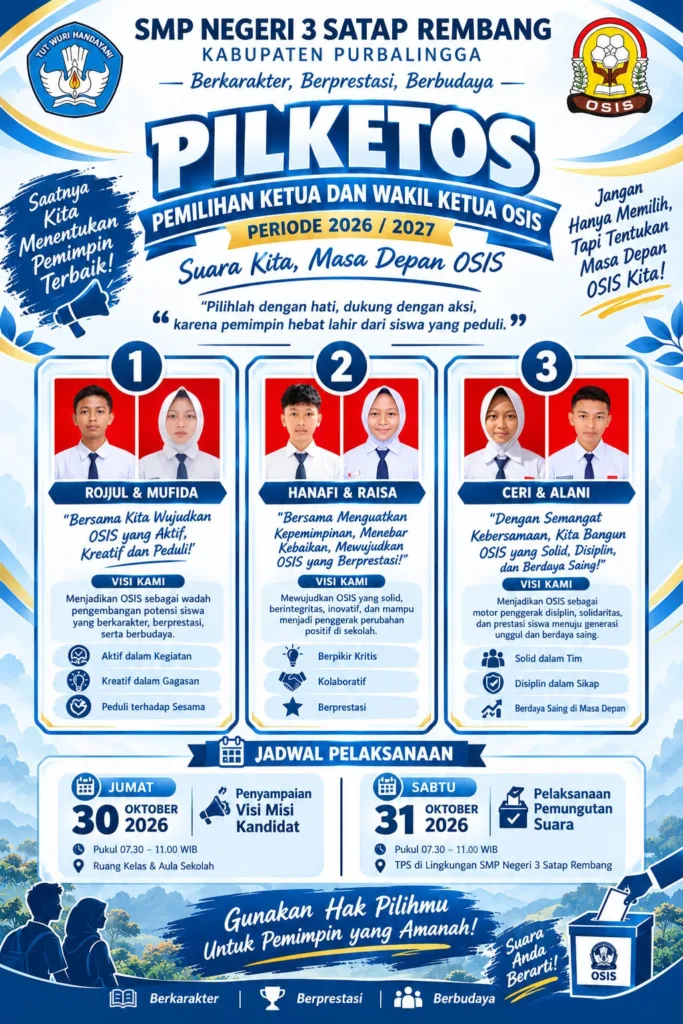 TUT WURI HANDAYANI
SMP NEGERI 3 SATAP REMBANG
KABUPATEN PURBALINGGA
Berkarakter, Berprestasi, Berbudaya
OSIS
PILKETOS
PEMILIHAN KETUA DAN WAKIL KETUA OSIS
PERIODE 2026 / 2027
Suara Kita, Masa Depan OSIS
Saatnya
Kita
Menentukan
Pemimpin
Terbaik!
Jangan
Hanya Memilih,
Tapi Tentukan
Masa Depan
OSIS Kita!
“Pilihlah dengan hati, dukung dengan aksi,
karena pemimpin hebat lahir dari siswa yang peduli.”
1
ROJJUL & MUFIDA
“Bersama Kita Wujudkan
OSIS yang Aktif,
Kreatif dan Peduli!”
VISI KAMI
Menjadikan OSIS sebagai wadah
pengembangan potensi siswa
yang berkarakter, berprestasi,
serta berbudaya.
Aktif dalam Kegiatan
Kreatif dalam Gagasan
Peduli terhadap Sesama
2
HANAFI & RAISA
“Bersama Menguatkan
Kepemimpinan, Menebar
Kebaikan, Mewujudkan
OSIS yang Berprestasi!”
VISI KAMI
Mewujudkan OSIS yang solid,
berintegritas, inovatif, dan mampu
menjadi penggerak perubahan
positif di sekolah.
Berpikir Kritis
Kolaboratif
Berprestasi
3
CERI & ALANI
“Dengan Semangat
Kebersamaan, Kita Bangun
OSIS yang Solid, Disiplin,
dan Berdaya Saing!”
VISI KAMI
Menjadikan OSIS sebagai
motor penggerak disiplin, solidaritas,
dan prestasi siswa menuju generasi
unggul dan berdaya saing.
Solid dalam Tim
Disiplin dalam Sikap
Berdaya Saing di Masa Depan
JADWAL PELAKSANAAN
JUMAT
30 OKTOBER
2026
Penyampaian
Visi Misi
Kandidat
Pukul 07.30 – 11.00 WIB
Ruang Kelas & Aula Sekolah
SABTU
31 OKTOBER
2026
Pelaksanaan
Pemungutan
Suara
Pukul 07.30 – 11.00 WIB
TPS di Lingkungan SMP Negeri 3 Satap Rembang
Gunakan Hak Pilihmu
Untuk Pemimpin yang Amanah!
Suara
Anda
Berarti!
OSIS
Berkarakter | Berprestasi | Berbudaya